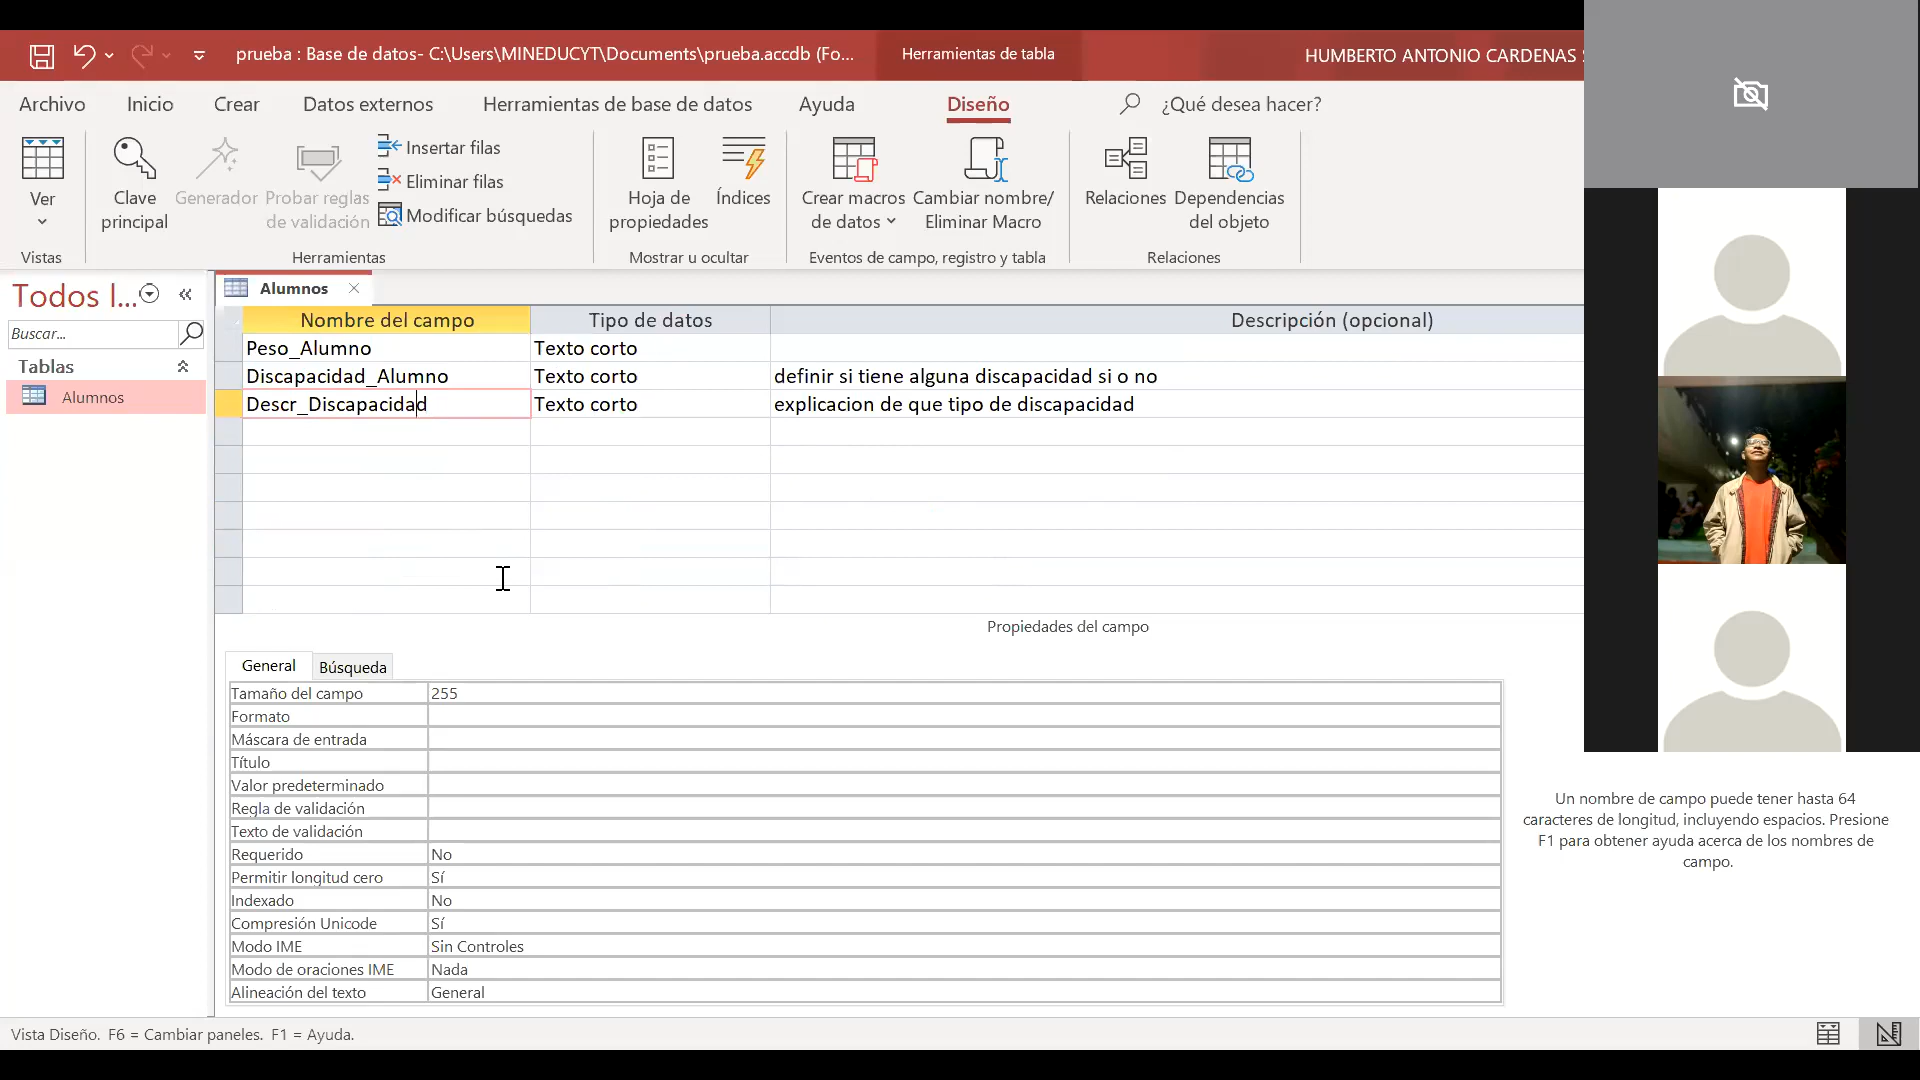 prueba : Base de datos- C:\Users\MINEDUCYT\Documents\prueba.accdb (Fo...
Herramientas de tabla
HUMBERTO ANTONIO CARDENAS
Archivo
Inicio
Crear
Datos externos
Herramientas de base de datos
Ayuda
Diseño
¿Qué desea hacer?
Ver
Clave principal
Generador
Probar reglas de validación
Insertar filas
Eliminar filas
Modificar búsquedas
Hoja de propiedades
Índices
Crear macros de datos
Cambiar nombre/ Eliminar Macro
Relaciones
Dependencias del objeto
Vistas
Herramientas
Mostrar u ocultar
Eventos de campo, registro y tabla
Relaciones
Todos l...
Buscar...
Tablas
Alumnos
Alumnos
Nombre del campo Tipo de datos Descripción (opcional)
Peso_Alumno Texto corto
Discapacidad_Alumno Texto corto definir si tiene alguna discapacidad si o no
Descr_Discapacidad Texto corto explicacion de que tipo de discapacidad
Propiedades del campo
General Búsqueda
Tamaño del campo 255
Formato
Máscara de entrada
Título
Valor predeterminado
Regla de validación
Texto de validación
Requerido No
Permitir longitud cero Sí
Indexado No
Compresión Unicode Sí
Modo IME Sin Controles
Modo de oraciones IME Nada
Alineación del texto General
Un nombre de campo puede tener hasta 64
caracteres de longitud, incluyendo espacios. Presione
F1 para obtener ayuda acerca de los nombres de
campo.
Vista Diseño. F6 = Cambiar paneles. F1 = Ayuda.